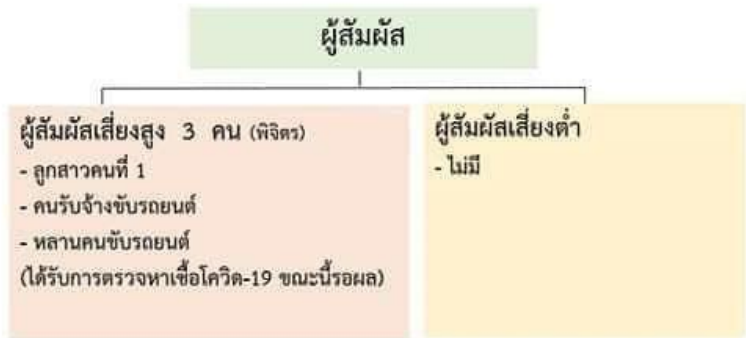 ผู้สัมผัส
ผู้สัมผัสเสี่ยงสูง 3 คน (พิจิตร)
- ลูกสาวคนที่ 1
- คนรับจ้างขับรถยนต์
- หลานคนขับรถยนต์
(ได้รับการตรวจหาเชื้อโควิด-19 ขณะนี้รอผล)
ผู้สัมผัสเสี่ยงต่ำ
- ไม่มี